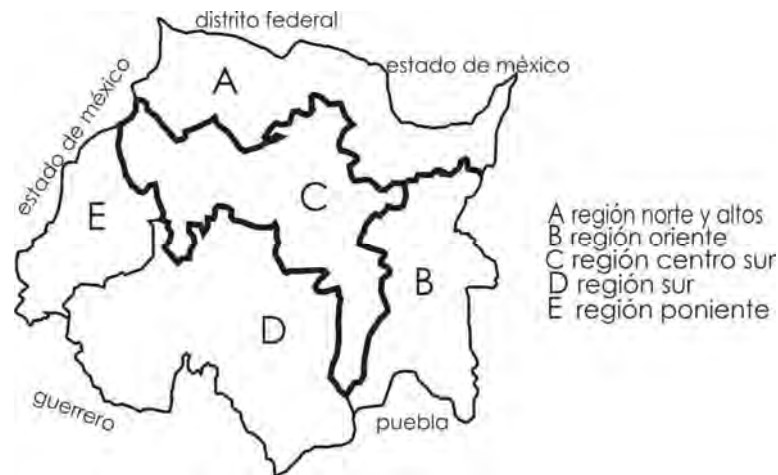 distrito federal
estado de méxico
estado de méxico
A
C
E
B
D
guerrero
puebla
A región norte y altos
B región oriente
C región centro sur
D región sur
E región poniente